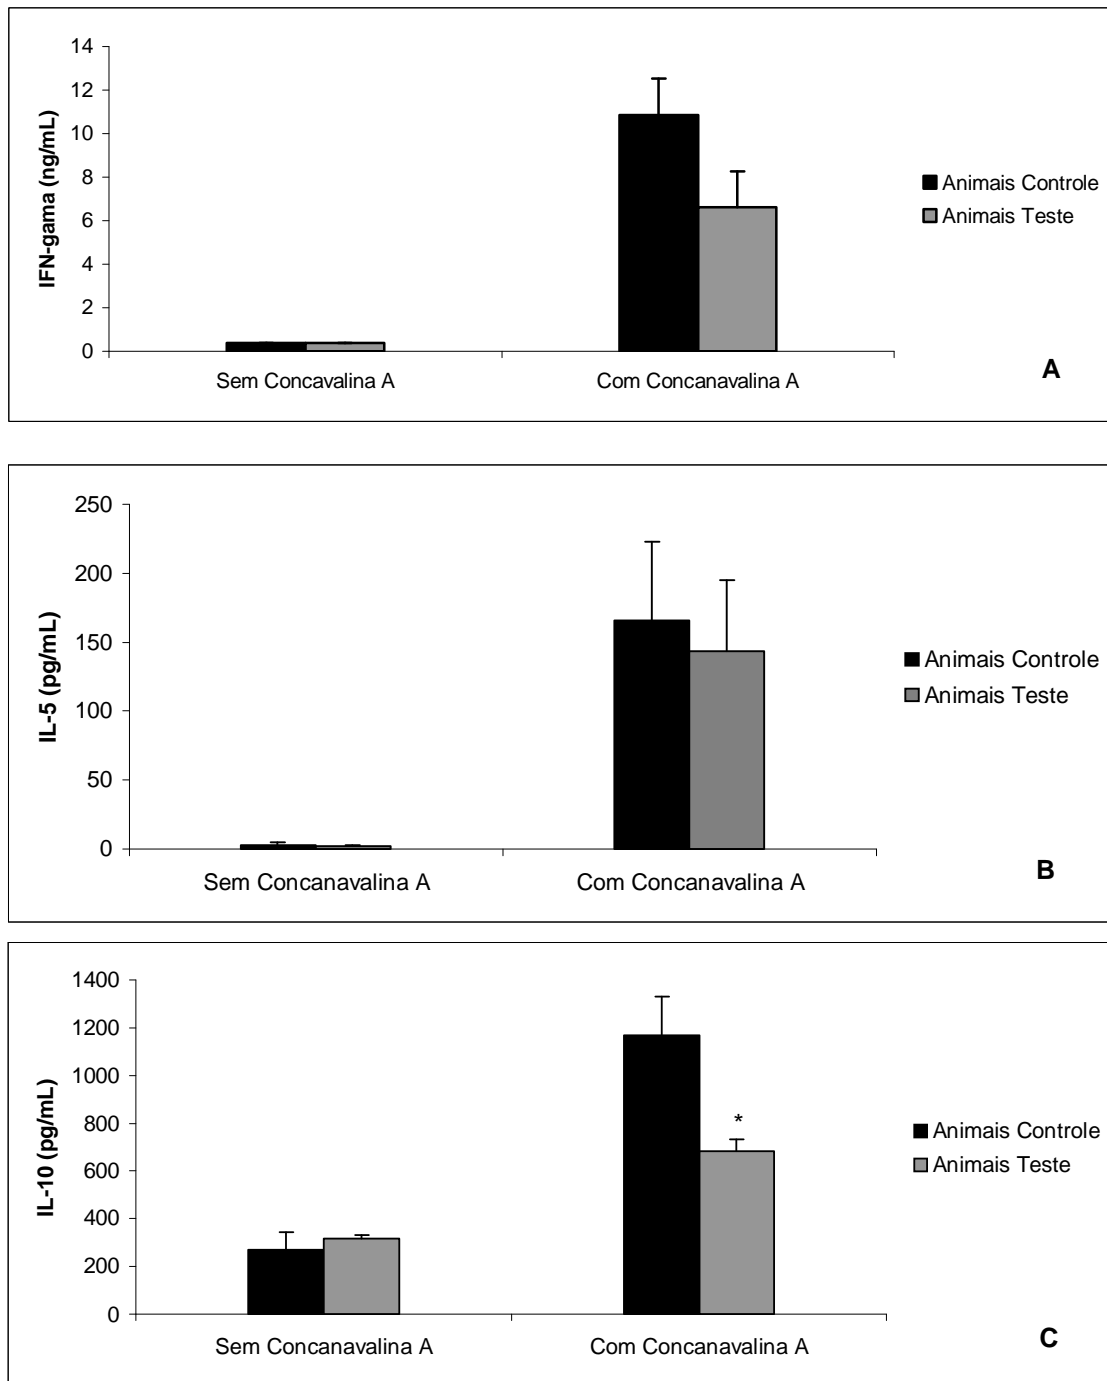 14
12
10
8
6
4
2
0
IFN-gama (ng/mL)
Sem Concavalina A
Com Concanavalina A
Animais Controle
Animais Teste
A
250
200
150
100
50
0
IL-5 (pg/mL)
Sem Concanavalina A
Com Concanavalina A
Animais Controle
Animais Teste
B
1400
1200
1000
800
600
400
200
0
IL-10 (pg/mL)
*
Sem Concanavalina A
Com Concanavalina A
Animais Controle
Animais Teste
C